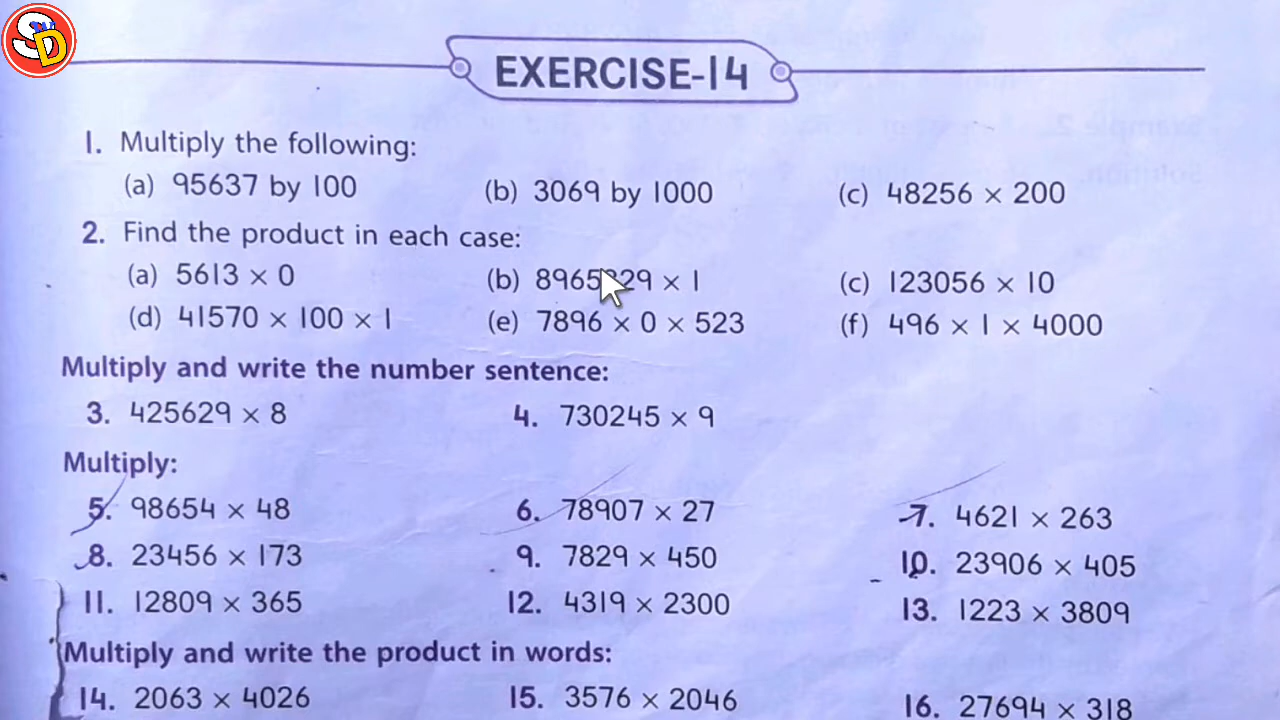 SD
EXERCISE-14
1. Multiply the following:
(a) 95637 by 100 (b) 3069 by 1000 (c) 48256 × 200
2. Find the product in each case:
(a) 5613 × 0 (b) × 1 (c) 123056 × 10
(d) 41570 × 100 × 1 (e) 7896 × 0 × 523 (f) 496 × 1 × 4000
Multiply and write the number sentence:
3. 425629 × 8 4. 730245 × 9
Multiply:
5. 98654 × 48 6. 78907 × 27 7. 4621 × 263
8. 23456 × 173 9. 7829 × 450 10. 23906 × 405
11. 12809 × 365 12. 4319 × 2300 13. 1223 × 3809
Multiply and write the product in words:
14. 2063 × 4026 15. 3576 × 2046 16. 27694 × 318